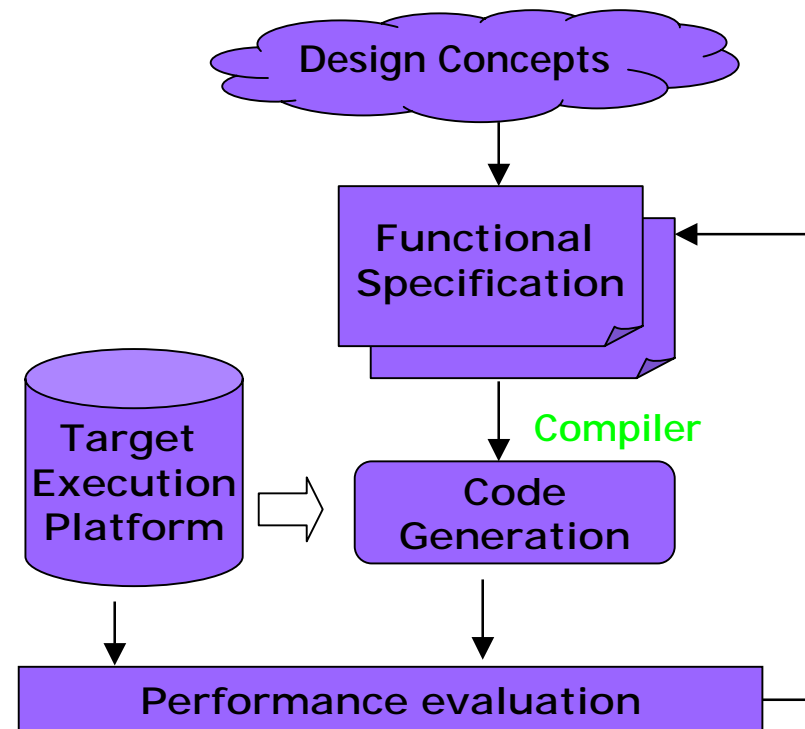 Design Concepts
Functional
Specification
Compiler
Target
Execution
Platform
Code
Generation
Performance evaluation